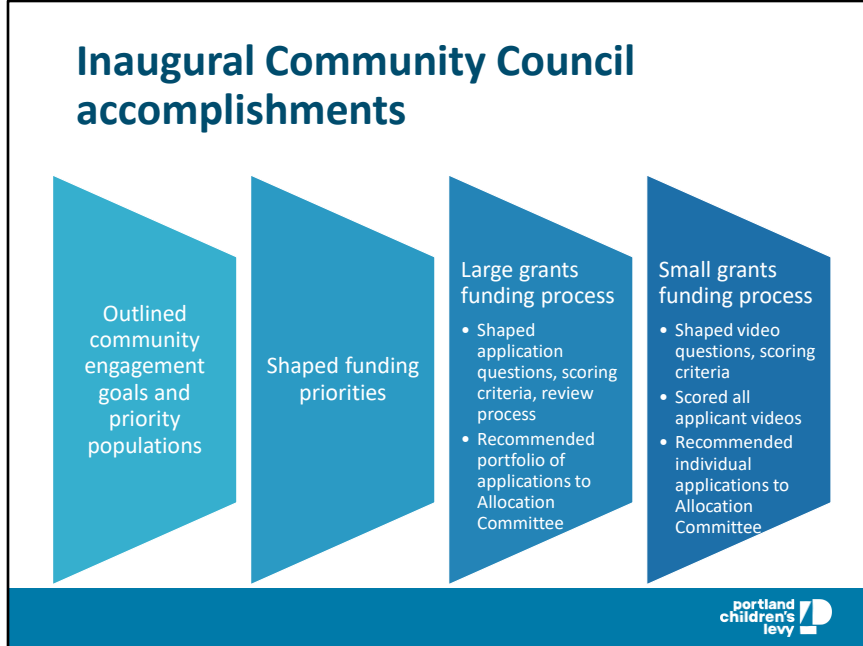 Inaugural Community Council
accomplishments
Outlined
community
engagement
goals and
priority
populations
Shaped funding
priorities
Large grants
funding process
• Shaped
application
questions, scoring
criteria, review
process
• Recommended
portfolio of
applications to
Allocation
Committee
Small grants
funding process
• Shaped video
questions, scoring
criteria
• Scored all
applicant videos
• Recommended
individual
applications to
Allocation
Committee
portland
children's
levy